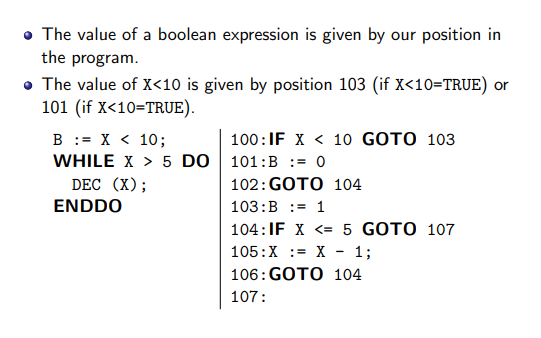 The value of a boolean expression is given by our position in
the program.
The value of X<10 is given by position 103 (if X<10=TRUE) or
101 (if X<10=TRUE).
B := X < 10;
WHILE X > 5 DO
DEC (X);
ENDDO
100:IF X < 10 GOTO 103
101:B := 0
102:GOTO 104
103:B := 1
104:IF X <= 5 GOTO 107
105:X := X - 1;
106:GOTO 104
107: